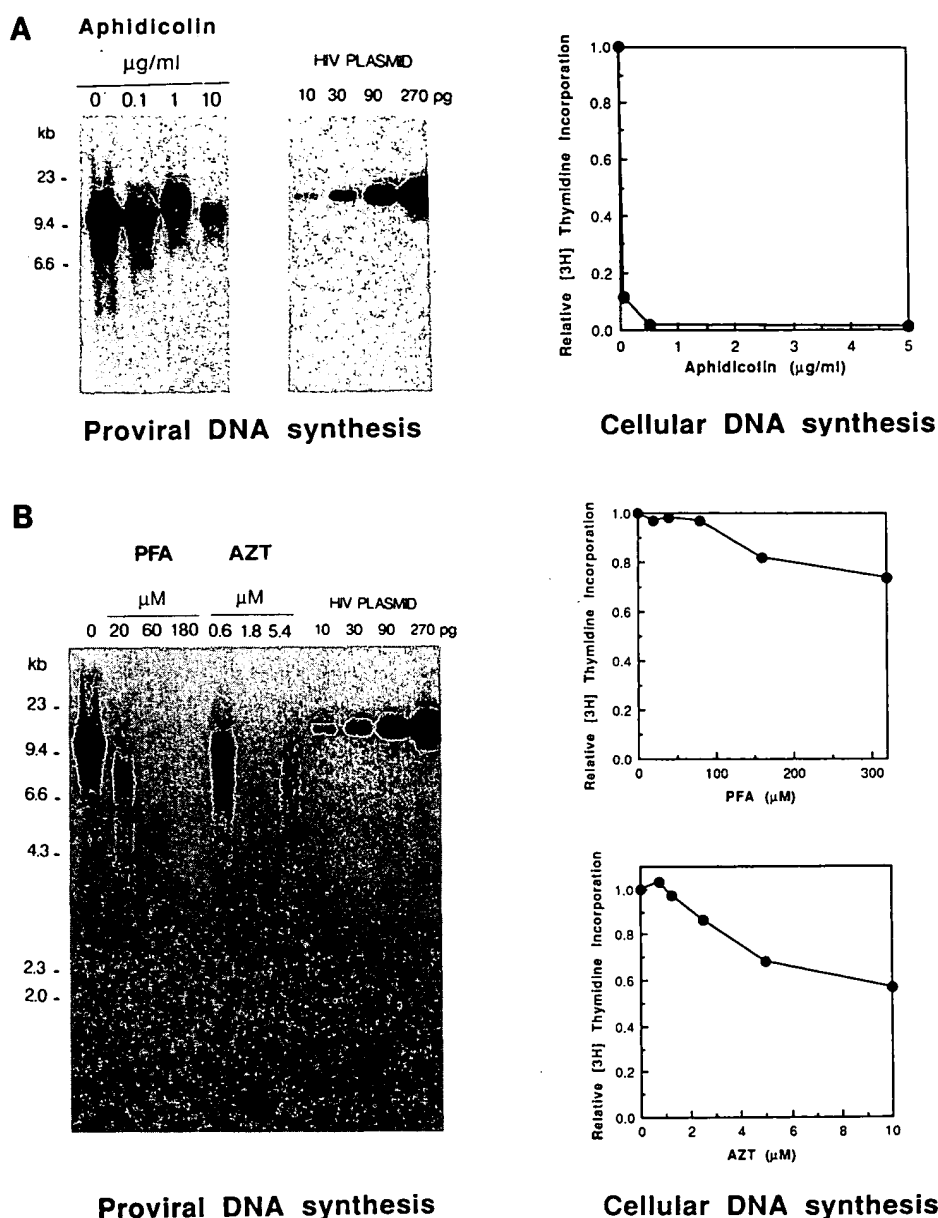 A
Aphidicolin
µg/ml
0 0.1 1 10
HIV PLASMID
10 30 90 270 pg
kb
23 -
9.4 -
6.6 -
Proviral DNA synthesis
Relative [3H] Thymidine Incorporation
1.0
0.8
0.6
0.4
0.2
0.0
0 1 2 3 4 5
Aphidicolin (µg/ml)
Cellular DNA synthesis
B
PFA AZT
µM µM
HIV PLASMID
0 20 60 180 0.6 1.8 5.4 10 30 90 270 pg
kb
23 -
9.4 -
6.6 -
4.3 -
2.3 -
2.0 -
Proviral DNA synthesis
Relative [3H] Thymidine Incorporation
1.0
0.8
0.6
0.4
0.2
0.0
0 100 200 300
PFA (µM)
Relative [3H] Thymidine Incorporation
1.0
0.8
0.6
0.4
0.2
0.0
0 2 4 6 8 10
AZT (µM)
Cellular DNA synthesis